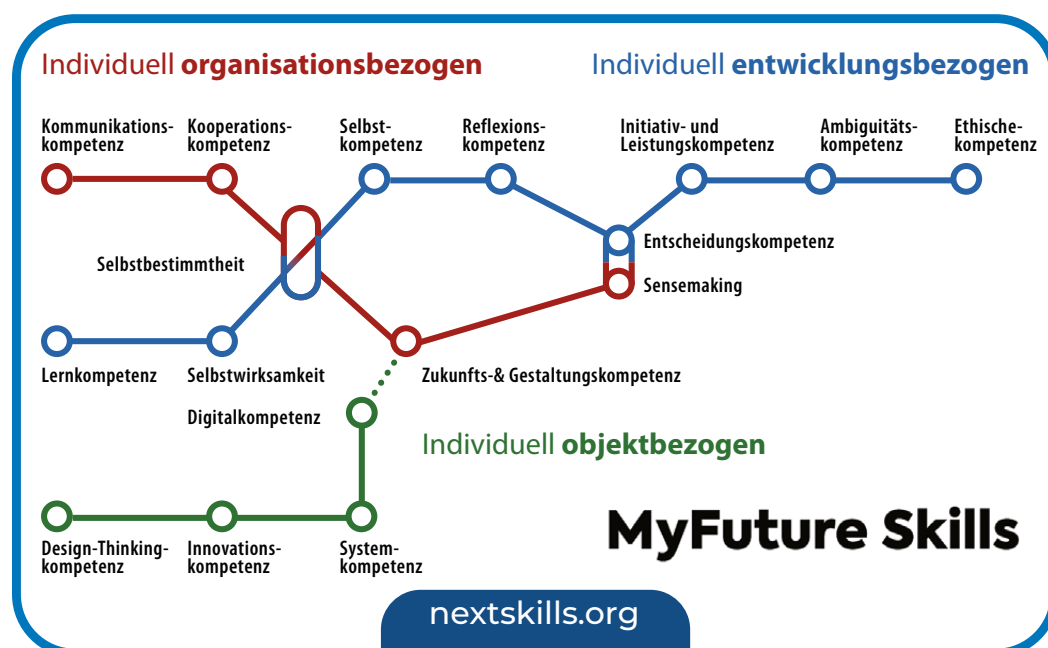 Individuell organisationsbezogen
Individuell entwicklungsbezogen
Kommunikations-
kompetenz
Kooperations-
kompetenz
Selbst-
kompetenz
Reflexions-
kompetenz
Initiativ- und
Leistungskompetenz
Ambiguitäts-
kompetenz
Ethische-
kompetenz
Selbstbestimmtheit
Entscheidungskompetenz
Sensemaking
Lernkompetenz
Selbstwirksamkeit
Zukunfts-& Gestaltungskompetenz
Digitalkompetenz
Individuell objektbezogen
Design-Thinking-
kompetenz
Innovations-
kompetenz
System-
kompetenz
MyFuture Skills
nextskills.org